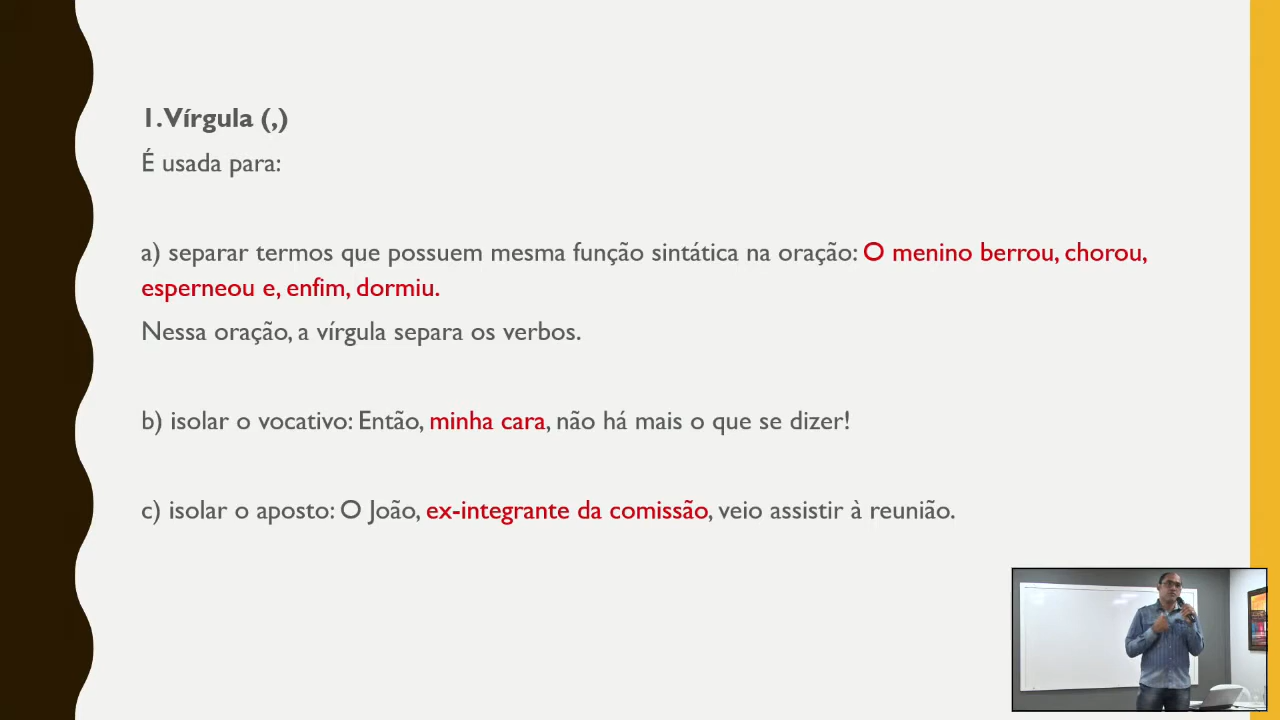 1. Vírgula (,)
É usada para:
a) separar termos que possuem mesma função sintática na oração: O menino berrou, chorou,
esperneou e, enfim, dormiu.
Nessa oração, a vírgula separa os verbos.
b) isolar o vocativo: Então, minha cara, não há mais o que se dizer!
c) isolar o aposto: O João, ex-integrante da comissão, veio assistir à reunião.